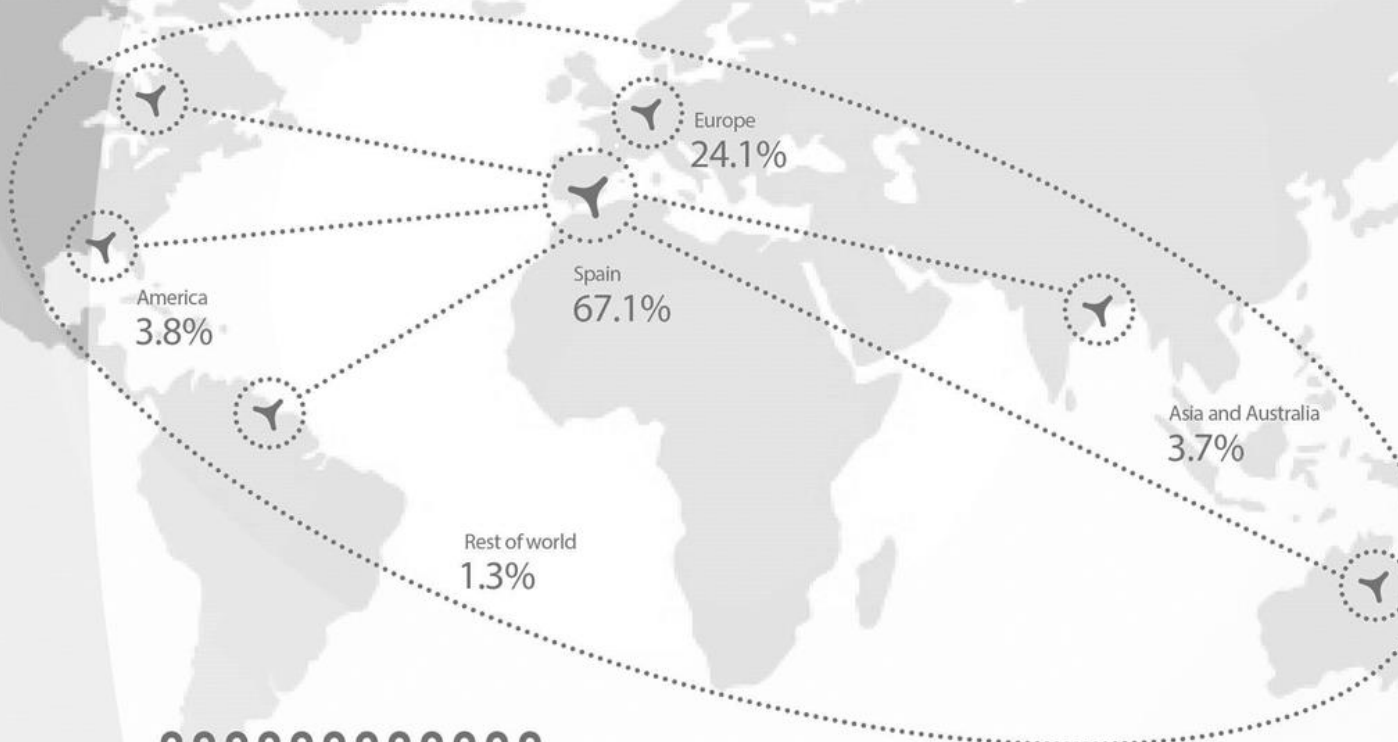 Europe
24.1%
Spain
67.1%
America
3.8%
Asia and Australia
3.7%
Rest of world
1.3%